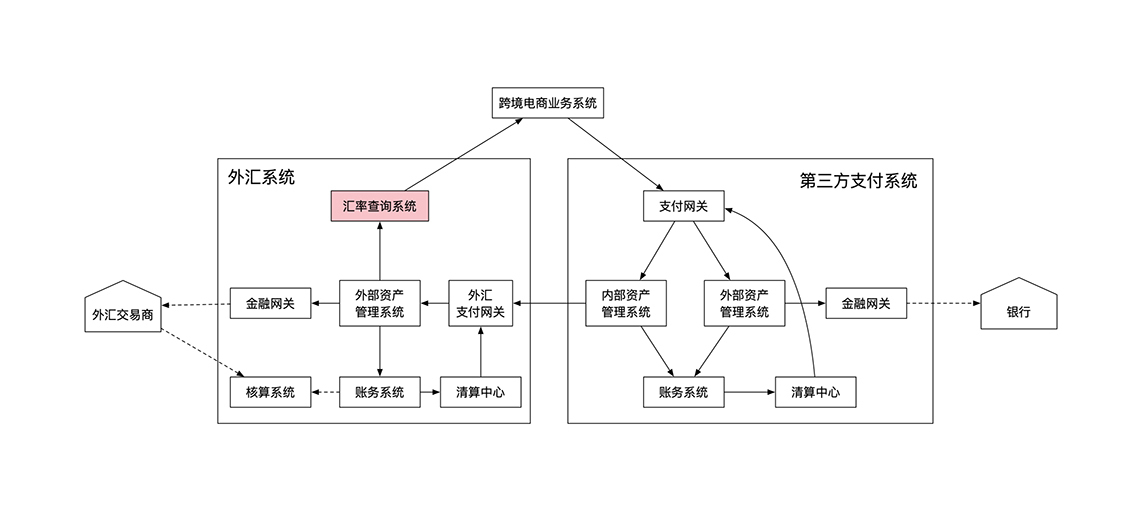 跨境电商业务系统
外汇系统
汇率查询系统
外汇交易商
金融网关
外部资产
管理系统
外汇
支付网关
核算系统
账务系统
清算中心
第三方支付系统
支付网关
内部资产
管理系统
外部资产
管理系统
金融网关
银行
账务系统
清算中心